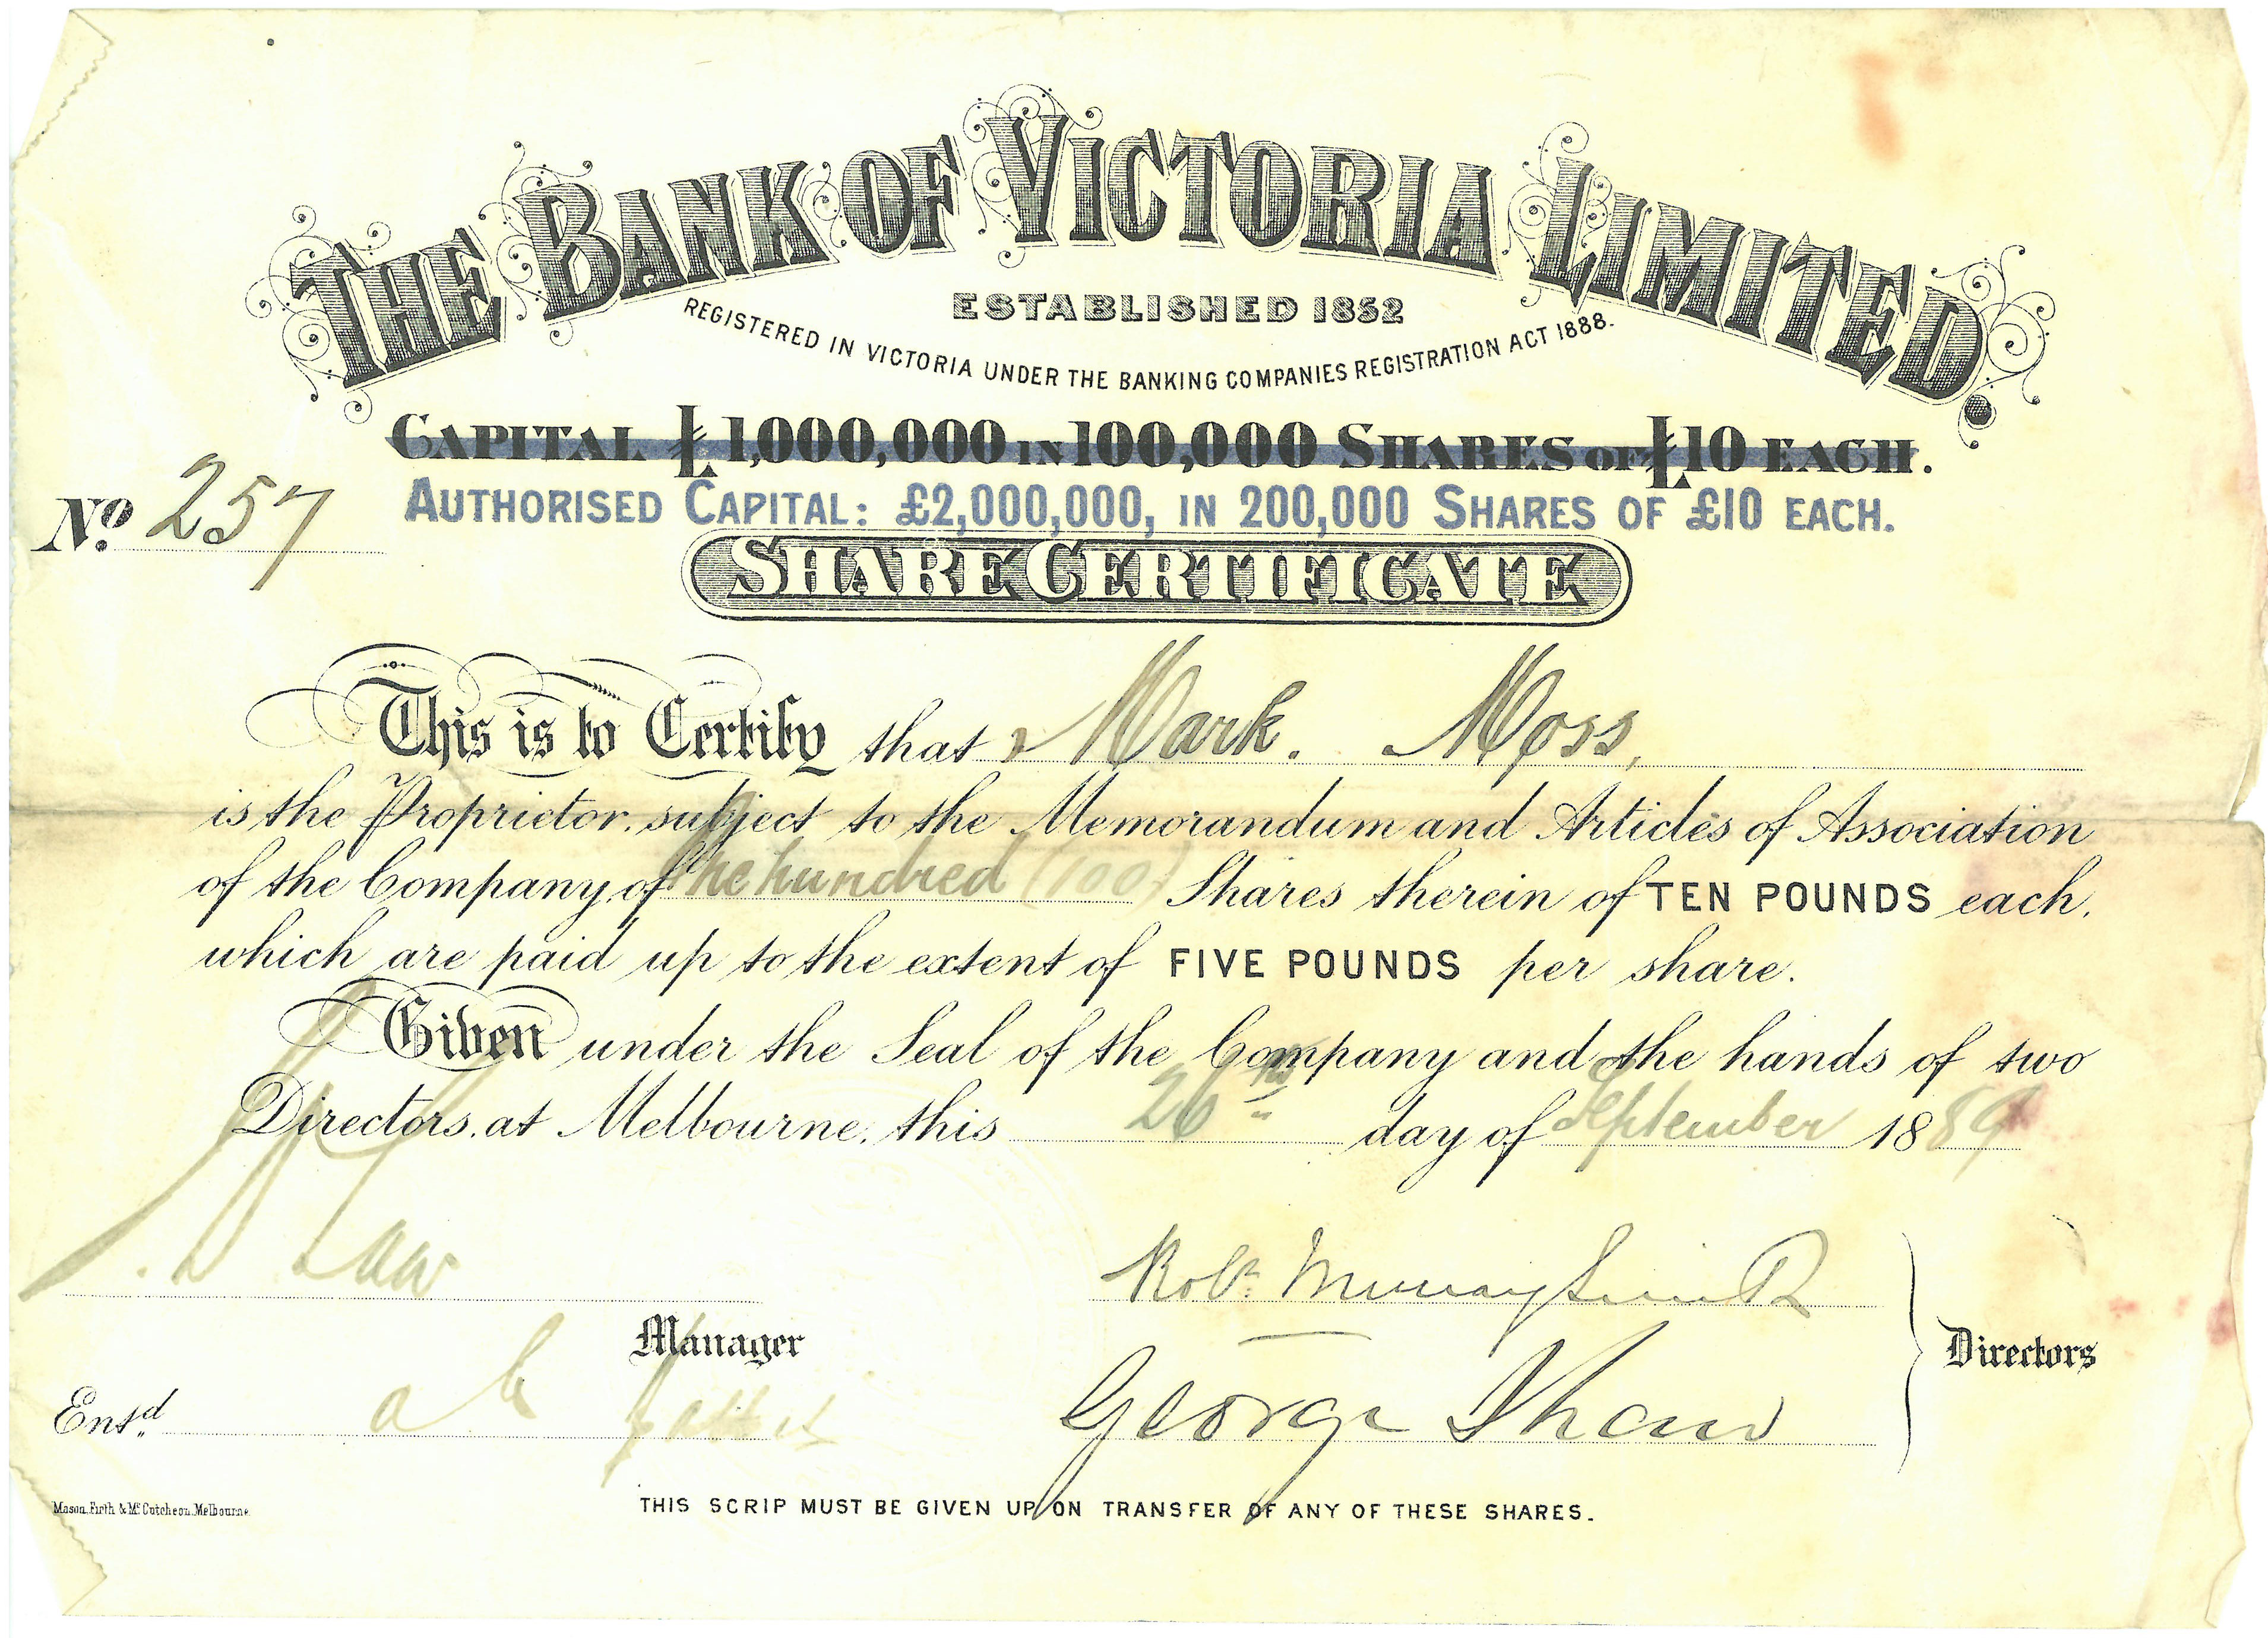 THE BANK OF VICTORIA LIMITED.
ESTABLISHED 1852
REGISTERED IN VICTORIA UNDER THE BANKING COMPANIES REGISTRATION ACT 1888.
CAPITAL £1,000,000 IN 100,000 SHARES OF £10 EACH.
No. 257
AUTHORISED CAPITAL: £2,000,000, IN 200,000 SHARES OF £10 EACH.
SHARE CERTIFICATE
This is to Certify that Mark. Moss,
is the Proprietor, subject to the Memorandum and Articles of Association
of the Company, of One hundred (100) Shares therein of TEN POUNDS each,
which are paid up to the extent of FIVE POUNDS per share.
Given under the Seal of the Company and the hands of two
Directors, at Melbourne, this 26th day of September 1889
Law
Robt. Murray Smith
Manager
Directors
Entd.
George Shaw
Mason, Firth & McCutcheon, Melbourne.
THIS SCRIP MUST BE GIVEN UP ON TRANSFER OF ANY OF THESE SHARES.